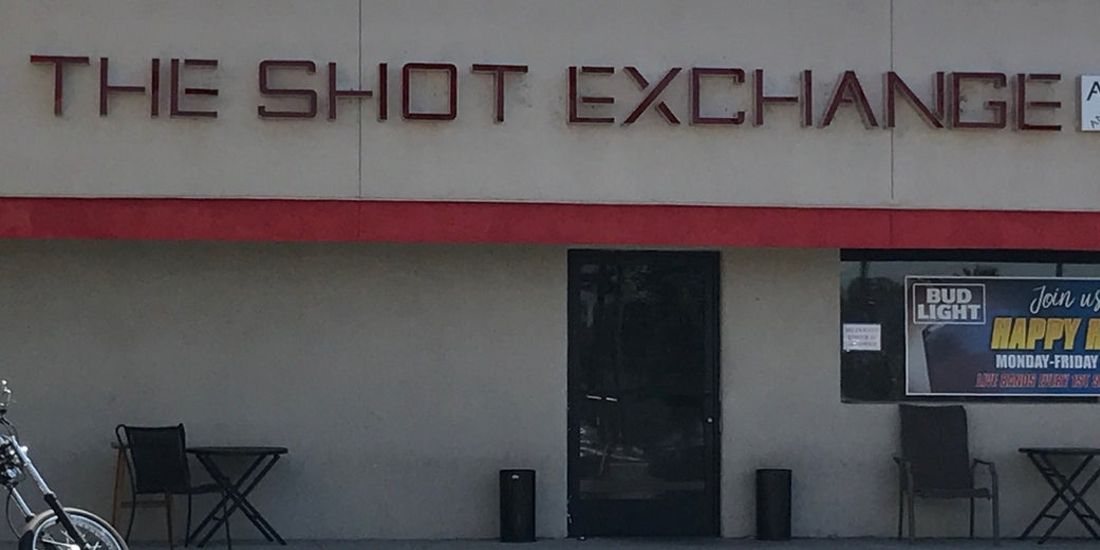 THE SHOT EXCHANGE
A
BUD
LIGHT
Join us
HAPPY H
MONDAY-FRIDAY
LIVE BANDS EVERY 1ST S